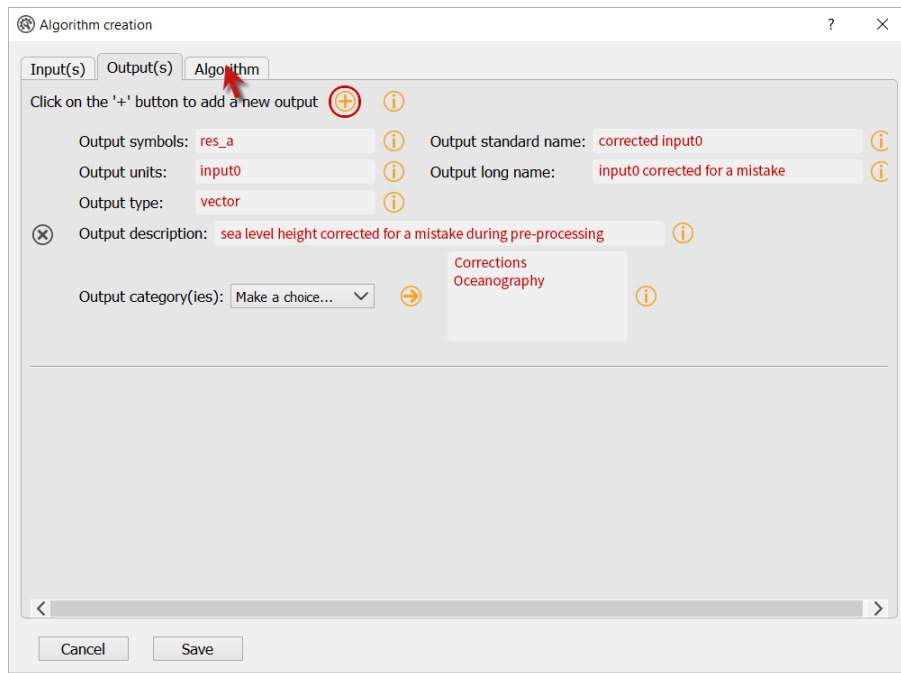 Algorithm creation ?
Input(s) Output(s) Algorithm
Click on the '+' button to add a new output
Output symbols: res_a Output standard name: corrected input0
Output units: input0 Output long name: input0 corrected for a mistake
Output type: vector
Output description: sea level height corrected for a mistake during pre-processing
Output category(ies): Make a choice... Corrections
Oceanography
Cancel Save